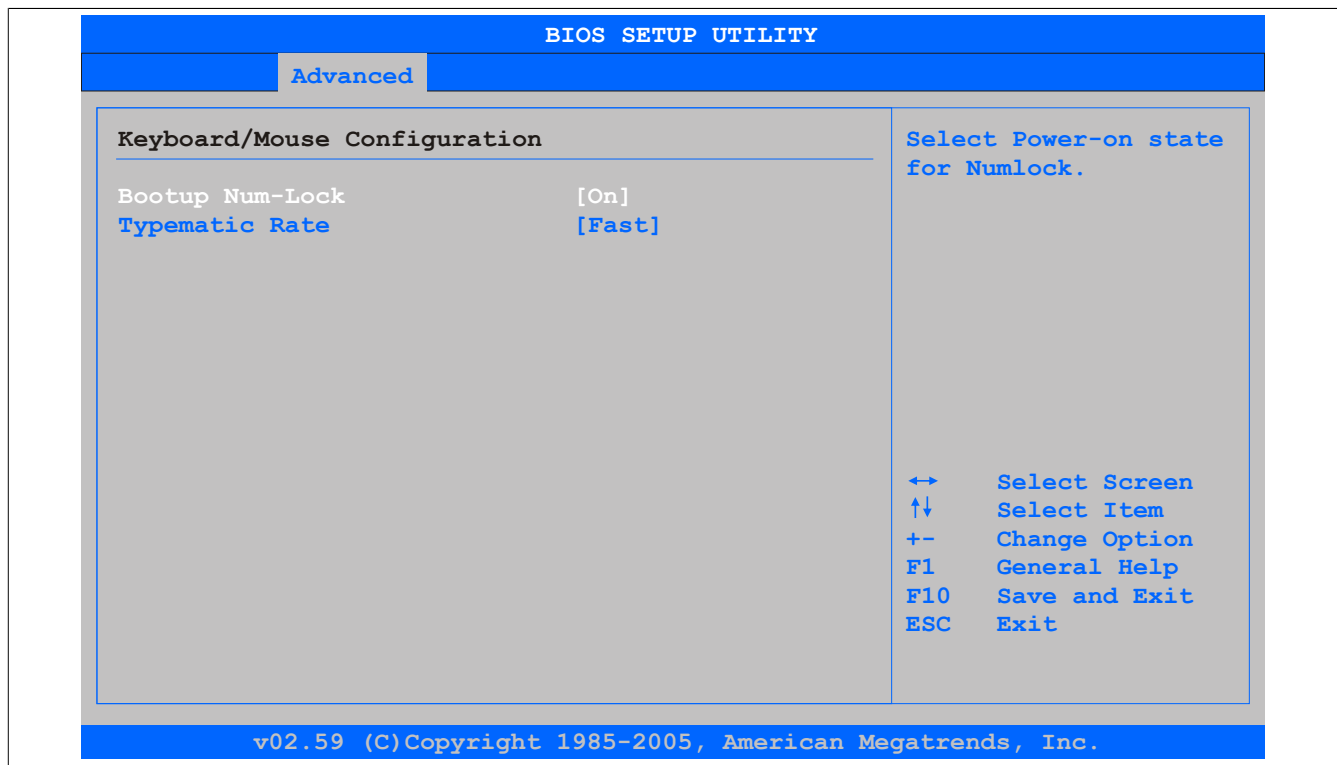 BIOS SETUP UTILITY
Advanced
Keyboard/Mouse Configuration
Bootup Num-Lock [On]
Typematic Rate [Fast]
Select Power-on state
for Numlock.
↔ Select Screen
↑↓ Select Item
+- Change Option
F1 General Help
F10 Save and Exit
ESC Exit
v02.59 (C)Copyright 1985-2005, American Megatrends, Inc.